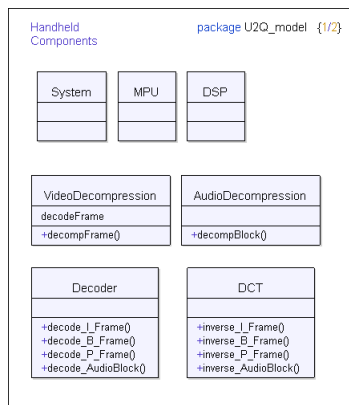 Handheld
Components
package U2Q_model {1/2}
System
MPU
DSP
VideoDecompression
decodeFrame
+decompFrame()
AudioDecompression
+decompBlock()
Decoder
+decode_I_Frame()
+decode_B_Frame()
+decode_P_Frame()
+decode_AudioBlock()
DCT
+inverse_I_Frame()
+inverse_B_Frame()
+inverse_P_Frame()
+inverse_AudioBlock()